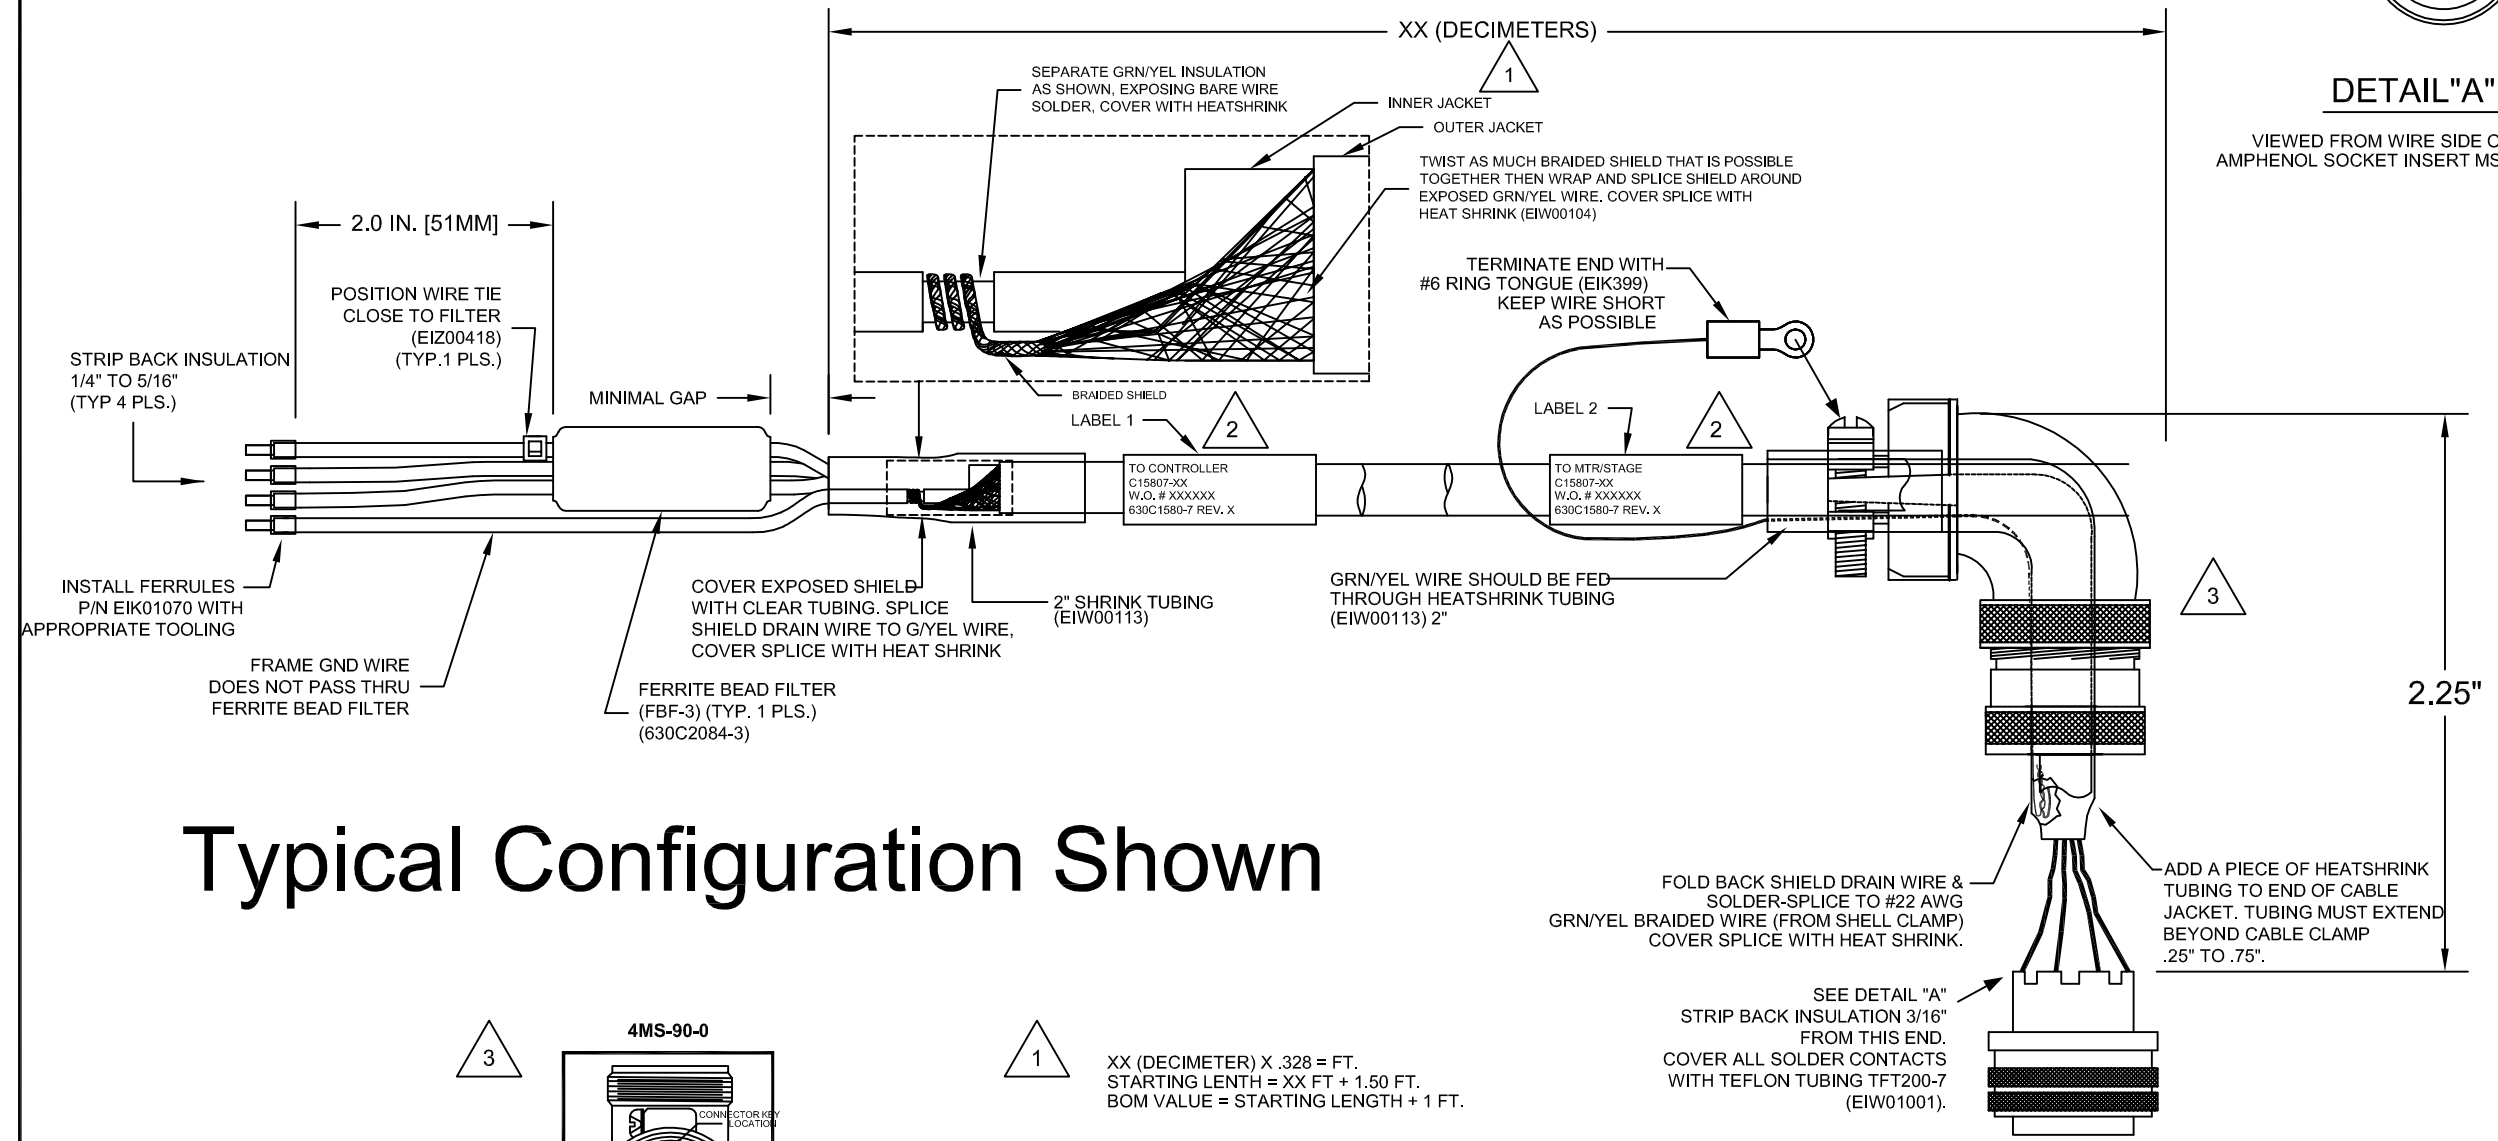 XX (DECIMETERS)
1
SEPARATE GRN/YEL INSULATION
AS SHOWN, EXPOSING BARE WIRE
SOLDER, COVER WITH HEATSHRINK
INNER JACKET
OUTER JACKET
DETAIL"A"
VIEWED FROM WIRE SIDE O
AMPHENOL SOCKET INSERT MS
TWIST AS MUCH BRAIDED SHIELD THAT IS POSSIBLE
TOGETHER THEN WRAP AND SPLICE SHIELD AROUND
EXPOSED GRN/YEL WIRE. COVER SPLICE WITH
HEAT SHRINK (EIW00104)
2.0 IN. [51MM]
TERMINATE END WITH
#6 RING TONGUE (EIK399)
KEEP WIRE SHORT
AS POSSIBLE
POSITION WIRE TIE
CLOSE TO FILTER
(EIZ00418)
(TYP.1 PLS.)
STRIP BACK INSULATION
1/4" TO 5/16"
(TYP 4 PLS.)
MINIMAL GAP
BRAIDED SHIELD
LABEL 1
2
LABEL 2
2
TO CONTROLLER
C15807-XX
W.O. # XXXXXX
630C1580-7 REV. X
TO MTR/STAGE
C15807-XX
W.O. # XXXXXX
630C1580-7 REV. X
INSTALL FERRULES
P/N EIK01070 WITH
APPROPRIATE TOOLING
COVER EXPOSED SHIELD
WITH CLEAR TUBING. SPLICE
SHIELD DRAIN WIRE TO G/YEL WIRE,
COVER SPLICE WITH HEAT SHRINK
2" SHRINK TUBING
(EIW00113)
GRN/YEL WIRE SHOULD BE FED
THROUGH HEATSHRINK TUBING
(EIW00113) 2"
3
FRAME GND WIRE
DOES NOT PASS THRU
FERRITE BEAD FILTER
FERRITE BEAD FILTER
(FBF-3) (TYP. 1 PLS.)
(630C2084-3)
2.25"
Typical Configuration Shown
FOLD BACK SHIELD DRAIN WIRE &
SOLDER-SPLICE TO #22 AWG
GRN/YEL BRAIDED WIRE (FROM SHELL CLAMP)
COVER SPLICE WITH HEAT SHRINK.
ADD A PIECE OF HEATSHRINK
TUBING TO END OF CABLE
JACKET. TUBING MUST EXTEND
BEYOND CABLE CLAMP
.25" TO .75".
SEE DETAIL "A"
STRIP BACK INSULATION 3/16"
FROM THIS END.
COVER ALL SOLDER CONTACTS
WITH TEFLON TUBING TFT200-7
(EIW01001).
3
4MS-90-0
CONNECTOR KEY
LOCATION
1
XX (DECIMETER) X .328 = FT.
STARTING LENTH = XX FT + 1.50 FT.
BOM VALUE = STARTING LENGTH + 1 FT.